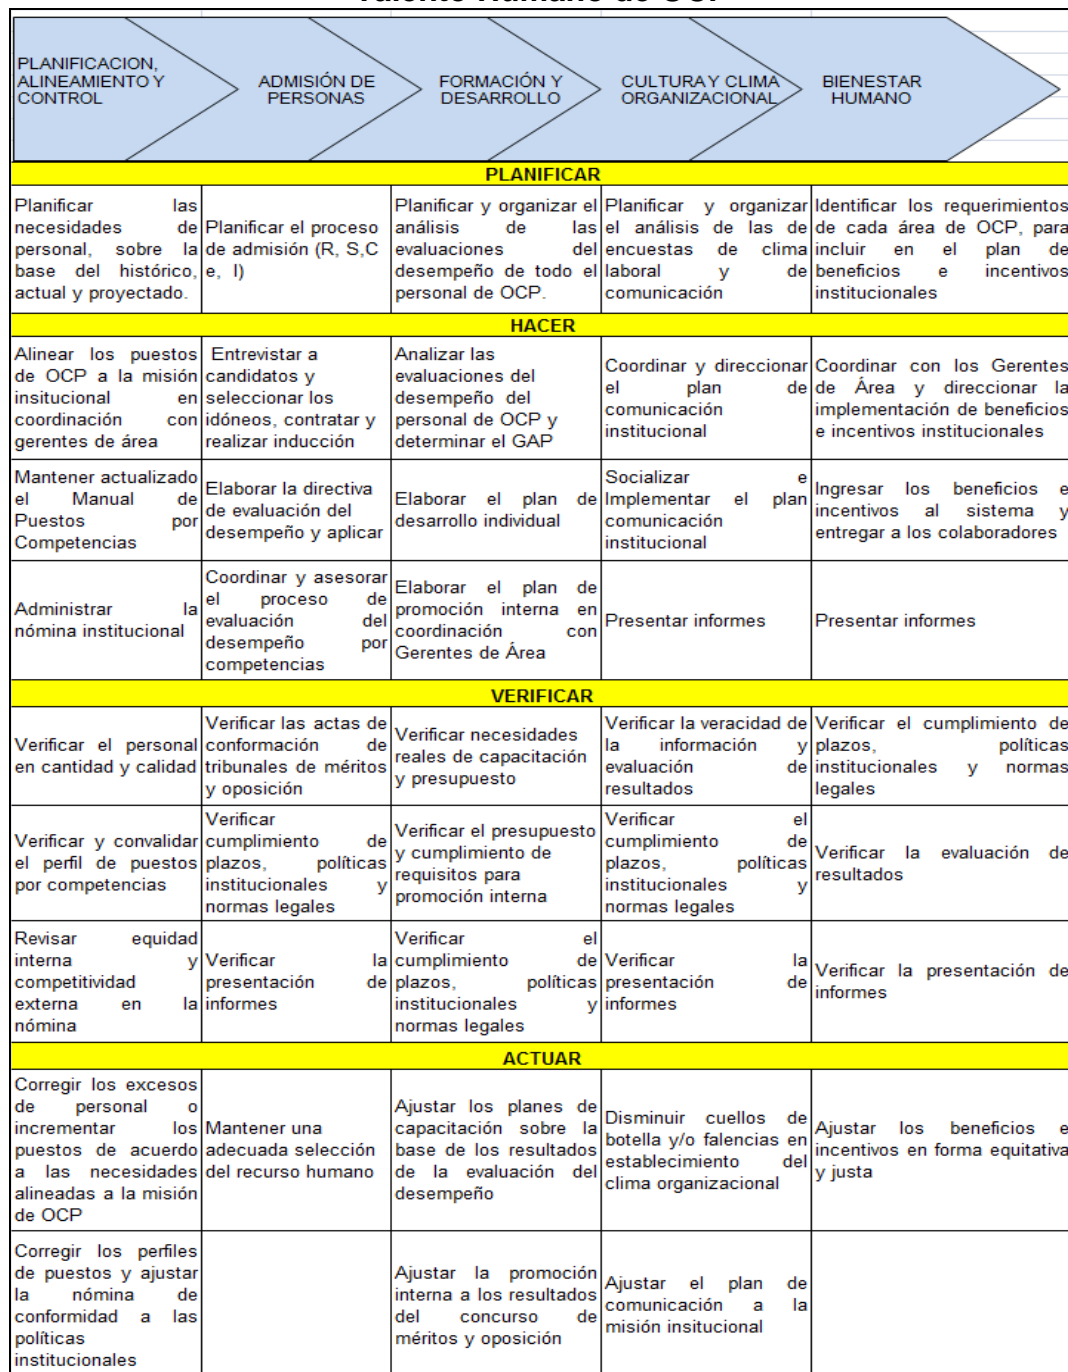 Talento Humano de OCP
PLANIFICACION,
ALINEAMIENTO Y
CONTROL
ADMISIÓN DE
PERSONAS
FORMACIÓN Y
DESARROLLO
CULTURA Y CLIMA
ORGANIZACIONAL
BIENESTAR
HUMANO
PLANIFICAR
Planificar las
necesidades de
personal, sobre la
base del histórico,
actual y proyectado.
Planificar el proceso
de admisión (R, S,C
e, I)
Planificar y organizar el
análisis de las
evaluaciones del
desempeño de todo el
personal de OCP.
Planificar y organizar
el análisis de las de
encuestas de clima
laboral y de
comunicación
Identificar los requerimientos
de cada área de OCP, para
incluir en el plan de
beneficios e incentivos
institucionales
HACER
Alinear los puestos
de OCP a la misión
insitucional en
coordinación con
gerentes de área
Entrevistar a
candidatos y
seleccionar los
idóneos, contratar y
realizar inducción
Analizar las
evaluaciones del
desempeño del
personal de OCP y
determinar el GAP
Coordinar y direccionar
el plan de
comunicación
institucional
Coordinar con los Gerentes
de Área y direccionar la
implementación de beneficios
e incentivos institucionales
Mantener actualizado
el Manual de
Puestos por
Competencias
Elaborar la directiva
de evaluación del
desempeño y aplicar
Elaborar el plan de
desarrollo individual
Socializar e
Implementar el plan
comunicación
institucional
Ingresar los beneficios e
incentivos al sistema y
entregar a los colaboradores
Administrar la
nómina institucional
Coordinar y asesorar
el proceso de
evaluación del
desempeño por
competencias
Elaborar el plan de
promoción interna en
coordinación con
Gerentes de Área
Presentar informes
Presentar informes
VERIFICAR
Verificar el personal
en cantidad y calidad
Verificar las actas de
conformación de
tribunales de méritos
y oposición
Verificar necesidades
reales de capacitación
y presupuesto
Verificar la veracidad de
la información y
evaluación de
resultados
Verificar el cumplimiento de
plazos, políticas
institucionales y normas
legales
Verificar y convalidar
el perfil de puestos
por competencias
Verificar
cumplimiento de
plazos, políticas
institucionales y
normas legales
Verificar el presupuesto
y cumplimiento de
requisitos para
promoción interna
Verificar el
cumplimiento de
plazos, políticas
institucionales y
normas legales
Verificar la evaluación de
resultados
Revisar equidad
interna y
competitividad
externa en la
nómina
Verificar la
presentación de
informes
Verificar el
cumplimiento de
plazos, políticas
institucionales y
normas legales
Verificar la
presentación de
informes
Verificar la presentación de
informes
ACTUAR
Corregir los excesos
de personal o
incrementar los
puestos de acuerdo
a las necesidades
alineadas a la misión
de OCP
Mantener una
adecuada selección
del recurso humano
Ajustar los planes de
capacitación sobre la
base de los resultados
de la evaluación del
desempeño
Disminuir cuellos de
botella y/o falencias en
establecimiento del
clima organizacional
Ajustar los beneficios e
incentivos en forma equitativa
y justa
Corregir los perfiles
de puestos y ajustar
la nómina de
conformidad a las
políticas
institucionales
Ajustar la promoción
interna a los resultados
del concurso de
méritos y oposición
Ajustar el plan de
comunicación a la
misión insitucional